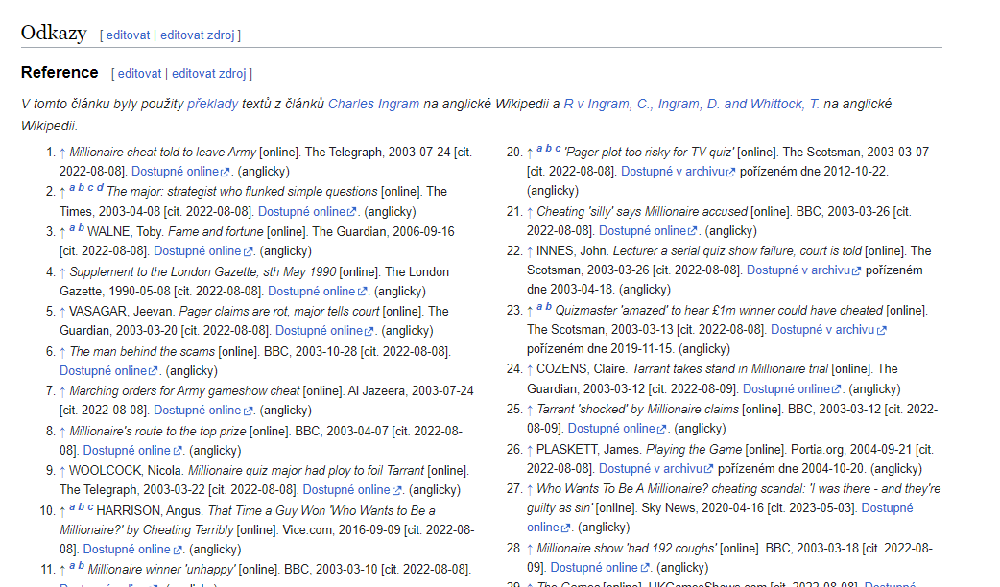 Odkazy [ editovat | editovat zdroj ]
Reference [ editovat | editovat zdroj ]
V tomto článku byly použity překlady textů z článků Charles Ingram na anglické Wikipedii a R v Ingram, C., Ingram, D. and Whittock, T. na anglické
Wikipedii.
1. ↑ Millionaire cheat told to leave Army [online]. The Telegraph, 2003-07-24 [cit.
2022-08-08]. Dostupné online. (anglicky)
2. ↑ a b c d The major: strategist who flunked simple questions [online]. The
Times, 2003-04-08 [cit. 2022-08-08]. Dostupné online. (anglicky)
3. ↑ a b WALNE, Toby. Fame and fortune [online]. The Guardian, 2006-09-16
[cit. 2022-08-08]. Dostupné online. (anglicky)
4. ↑ Supplement to the London Gazette, sth May 1990 [online]. The London
Gazette, 1990-05-08 [cit. 2022-08-08]. Dostupné online. (anglicky)
5. ↑ VASAGAR, Jeevan. Pager claims are rot, major tells court [online]. The
Guardian, 2003-03-20 [cit. 2022-08-08]. Dostupné online. (anglicky)
6. ↑ The man behind the scams [online]. BBC, 2003-10-28 [cit. 2022-08-08].
Dostupné online. (anglicky)
7. ↑ Marching orders for Army gameshow cheat [online]. Al Jazeera, 2003-07-24
[cit. 2022-08-08]. Dostupné online. (anglicky)
8. ↑ Millionaire's route to the top prize [online]. BBC, 2003-04-07 [cit. 2022-08-
08]. Dostupné online. (anglicky)
9. ↑ WOOLCOCK, Nicola. Millionaire quiz major had ploy to foil Tarrant [online].
The Telegraph, 2003-03-22 [cit. 2022-08-08]. Dostupné online. (anglicky)
10. ↑ a b c HARRISON, Angus. That Time a Guy Won 'Who Wants to Be a
Millionaire?' by Cheating Terribly [online]. Vice.com, 2016-09-09 [cit. 2022-08-
08]. Dostupné online. (anglicky)
11. ↑ a b Millionaire winner 'unhappy' [online]. BBC, 2003-03-10 [cit. 2022-08-08].
Dostupné online. (anglicky)
20. ↑ a b c 'Pager plot too risky for TV quiz' [online]. The Scotsman, 2003-03-07
[cit. 2022-08-08]. Dostupné v archivu pořízeném dne 2012-10-22.
(anglicky)
21. ↑ Cheating 'silly' says Millionaire accused [online]. BBC, 2003-03-26 [cit.
2022-08-08]. Dostupné online. (anglicky)
22. ↑ INNES, John. Lecturer a serial quiz show failure, court is told [online]. The
Scotsman, 2003-03-26 [cit. 2022-08-08]. Dostupné v archivu pořízeném
dne 2003-04-18. (anglicky)
23. ↑ a b Quizmaster 'amazed' to hear £1m winner could have cheated [online].
The Scotsman, 2003-03-13 [cit. 2022-08-08]. Dostupné v archivu
pořízeném dne 2019-11-15. (anglicky)
24. ↑ COZENS, Claire. Tarrant takes stand in Millionaire trial [online]. The
Guardian, 2003-03-12 [cit. 2022-08-09]. Dostupné online. (anglicky)
25. ↑ Tarrant 'shocked' by Millionaire claims [online]. BBC, 2003-03-12 [cit. 2022-
08-09]. Dostupné online. (anglicky)
26. ↑ PLASKETT, James. Playing the Game [online]. Portia.org, 2004-09-21 [cit.
2022-08-08]. Dostupné v archivu pořízeném dne 2004-10-20. (anglicky)
27. ↑ Who Wants To Be A Millionaire? cheating scandal: 'I was there - and they're
guilty as sin' [online]. Sky News, 2020-04-16 [cit. 2023-05-03]. Dostupné
online. (anglicky)
28. ↑ Millionaire show 'had 192 coughs' [online]. BBC, 2003-03-18 [cit. 2022-08-
09]. Dostupné online. (anglicky)
29. ↑ The Games [online]. UKGamesShows.com [cit. 2022-08-08]. Dostupné